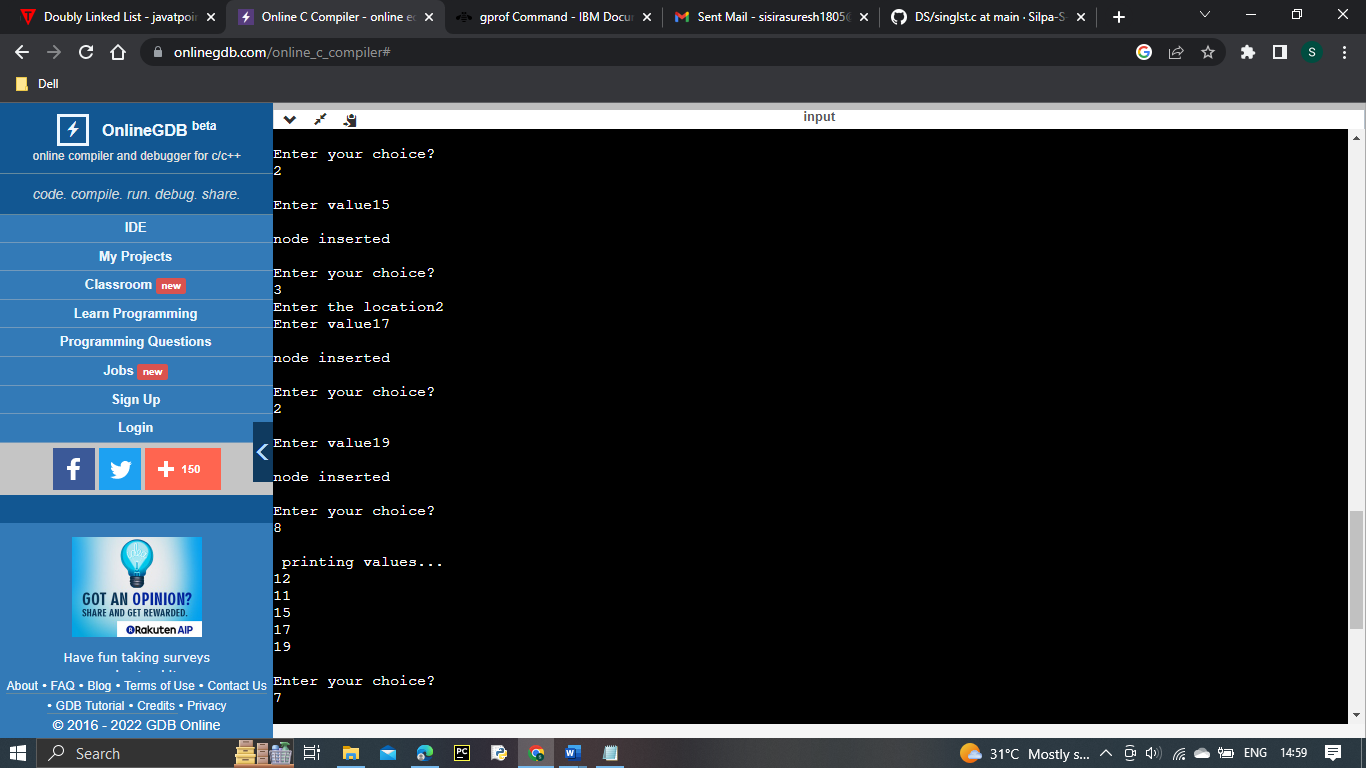 Doubly Linked List - javatpoi
Online C Compiler - online e
gprof Command - IBM Docu
Sent Mail - sisirasuresh1805
DS/singlst.c at main · Silpa-S
onlinegdb.com/online_c_compiler#
S
Dell
OnlineGDB beta
online compiler and debugger for c/c++
code. compile. run. debug. share.
IDE
My Projects
Classroom new
Learn Programming
Programming Questions
Jobs new
Sign Up
Login
f
150
GOT AN OPINION?
SHARE AND GET REWARDED.
Rakuten AIP
Have fun taking surveys
About • FAQ • Blog • Terms of Use • Contact Us
• GDB Tutorial • Credits • Privacy
© 2016 - 2022 GDB Online
input
Enter your choice?
2
Enter value15
node inserted
Enter your choice?
3
Enter the location2
Enter value17
node inserted
Enter your choice?
2
Enter value19
node inserted
Enter your choice?
8
printing values...
12
11
15
17
19
Enter your choice?
7
Search
PC
W
31°C Mostly s...
ENG
14:59